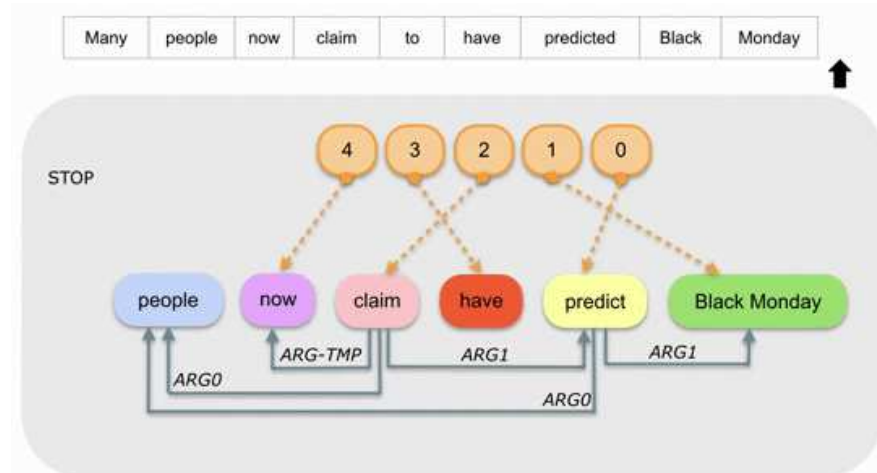 Many people now claim to have predicted Black Monday
4 3 2 1 0
STOP
people now claim have predict Black Monday
ARG-TMP ARG1 ARG1
ARG0
ARG0